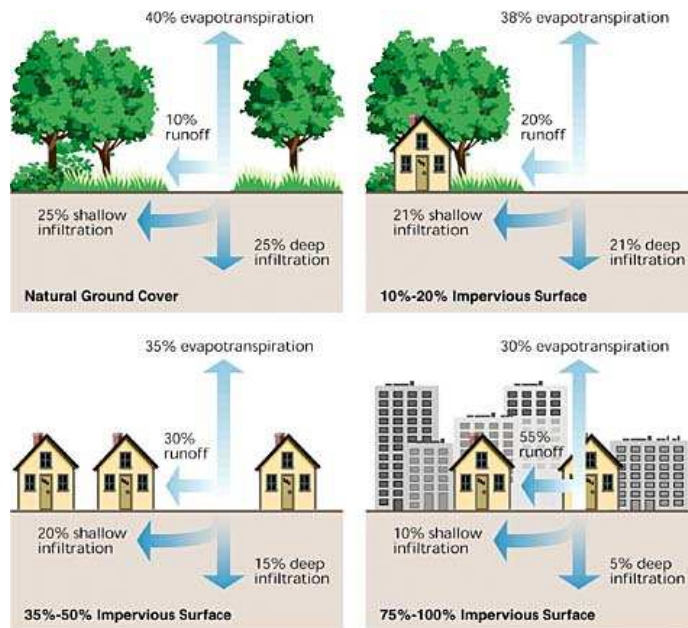 40% evapotranspiration
10%
runoff
25% shallow
infiltration
25% deep
infiltration
Natural Ground Cover
38% evapotranspiration
20%
runoff
21% shallow
infiltration
21% deep
infiltration
10%-20% Impervious Surface
35% evapotranspiration
30%
runoff
20% shallow
infiltration
15% deep
infiltration
35%-50% Impervious Surface
30% evapotranspiration
55%
runoff
10% shallow
infiltration
5% deep
infiltration
75%-100% Impervious Surface